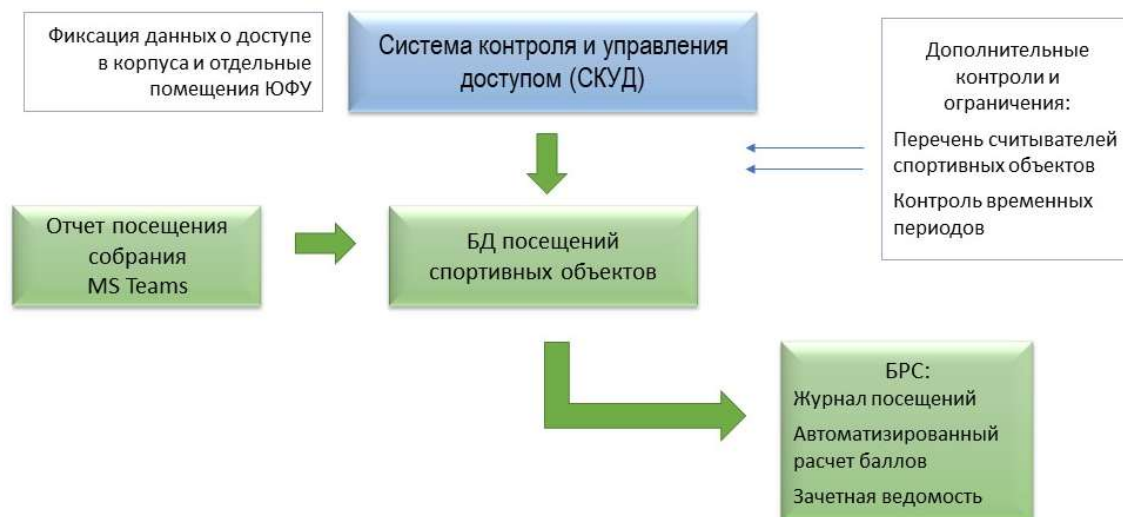 Фиксация данных о доступе
в корпуса и отдельные
помещения ЮФУ
Система контроля и управления
доступом (СКУД)
Дополнительные
контроли и
ограничения:
Перечень считывателей
спортивных объектов
Контроль временных
периодов
Отчет посещения
собрания
MS Teams
БД посещений
спортивных объектов
БРС:
Журнал посещений
Автоматизированный
расчет баллов
Зачетная ведомость